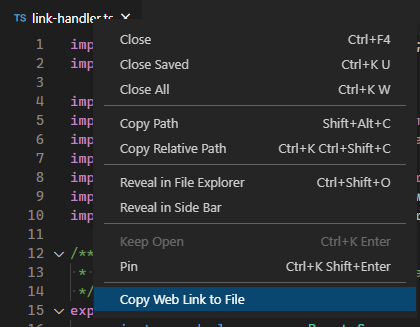 TS link-handler.ts
1 imp
2 imp
3
4 imp
5 imp
6 imp
7 imp
8 imp
9 imp
10 imp
11
12 /**
13 *
14 */
15 exp
Close Ctrl+F4
Close Saved Ctrl+K U
Close All Ctrl+K W
Copy Path Shift+Alt+C
Copy Relative Path Ctrl+K Ctrl+Shift+C
Reveal in File Explorer Ctrl+Shift+O
Reveal in Side Bar
Keep Open Ctrl+K Enter
Pin Ctrl+K Shift+Enter
Copy Web Link to File